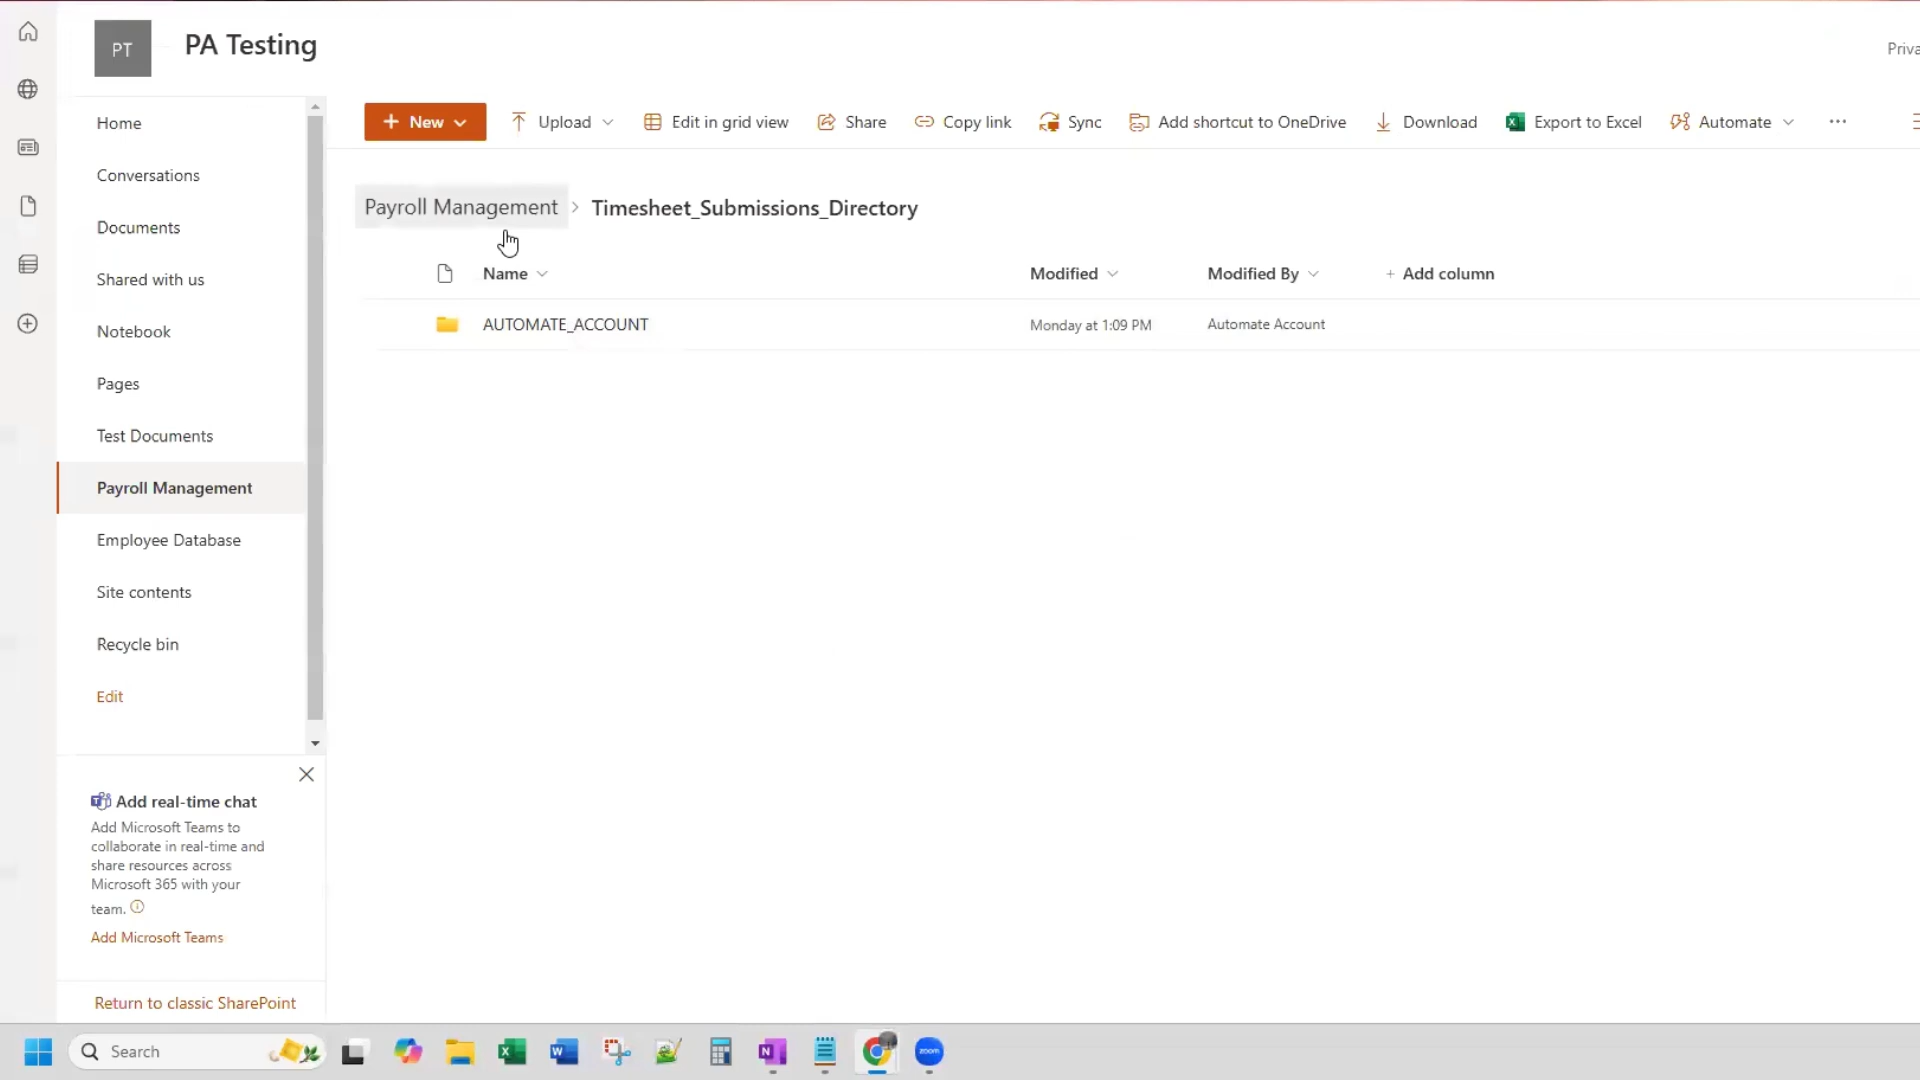 PT
PA Testing
Priva
Home
Conversations
Documents
Shared with us
Notebook
Pages
Test Documents
Payroll Management
Employee Database
Site contents
Recycle bin
Edit
Add real-time chat
Add Microsoft Teams to
collaborate in real-time and
share resources across
Microsoft 365 with your
team.
Add Microsoft Teams
Return to classic SharePoint
+ New
Upload
Edit in grid view
Share
Copy link
Sync
Add shortcut to OneDrive
Download
Export to Excel
Automate
...
Payroll Management > Timesheet_Submissions_Directory
Name Modified Modified By + Add column
AUTOMATE_ACCOUNT Monday at 1:09 PM Automate Account
Search
zoom